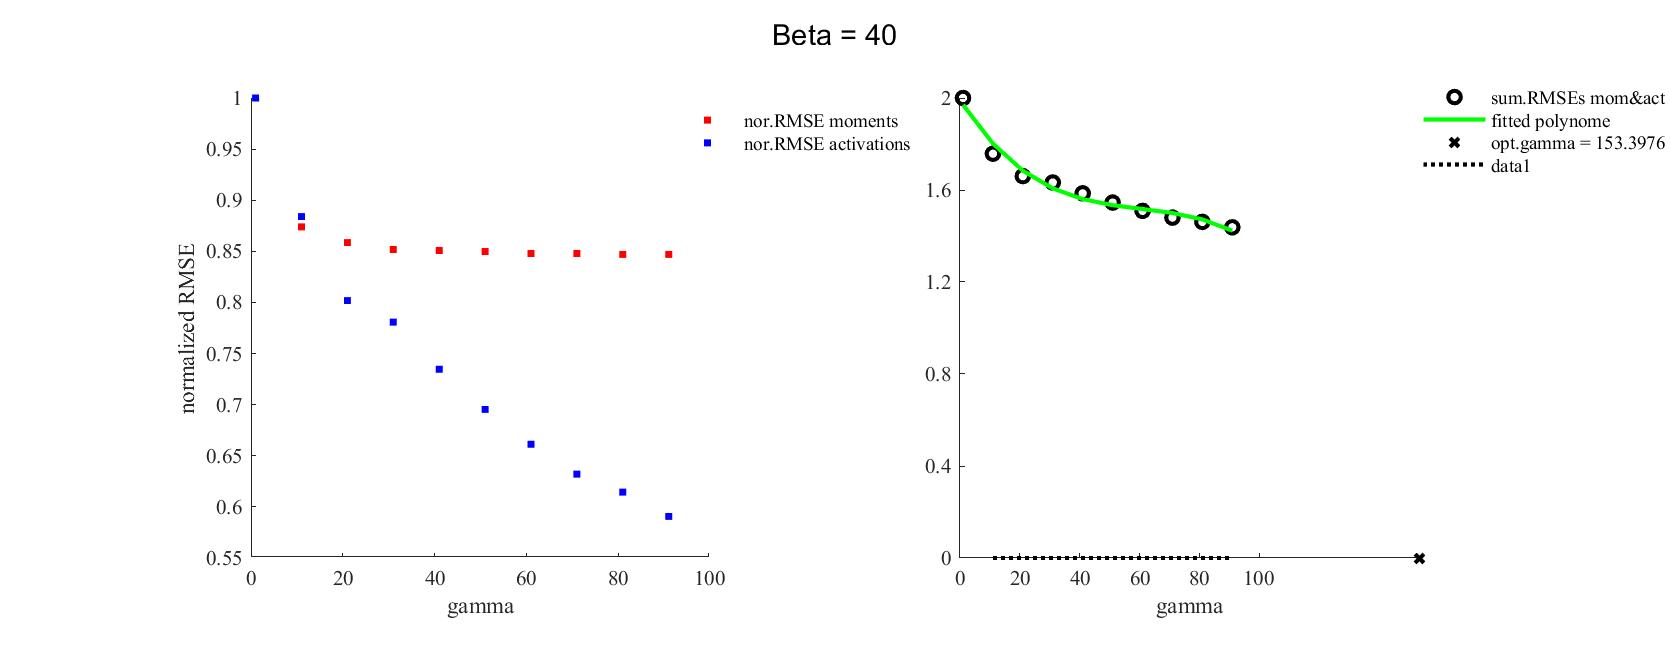 Beta = 40
1
0.95
0.9
0.85
0.8
0.75
0.7
0.65
0.6
0.55
normalized RMSE
0 20 40 60 80 100
gamma
nor.RMSE moments
nor.RMSE activations
2
1.6
1.2
0.8
0.4
0
0 20 40 60 80 100
gamma
sum.RMSEs mom&act
fitted polynome
opt.gamma = 153.3976
data1